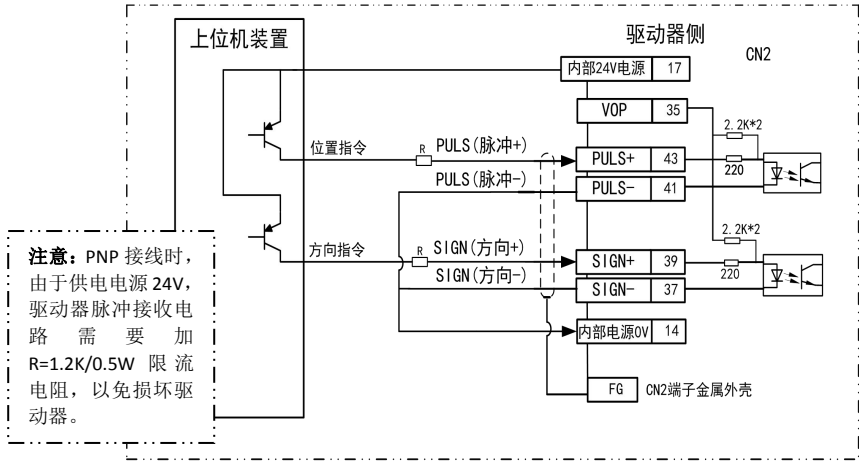 上位机装置
驱动器侧
CN2
内部24V电源 17
VOP 35
2.2K*2
位置指令
R
PULS(脉冲+)
PULS+ 43
220
PULS(脉冲-)
PULS- 41
2.2K*2
方向指令
R
SIGN(方向+)
SIGN+ 39
220
SIGN(方向-)
SIGN- 37
内部电源0V 14
FG
CN2端子金属外壳
注意：PNP 接线时，
由于供电电源 24V，
驱动器脉冲接收电
路需要加
R=1.2K/0.5W 限流
电阻，以免损坏驱
动器。